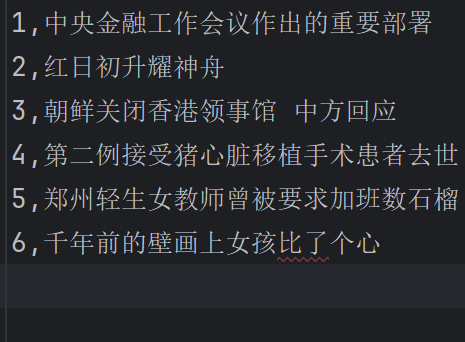 1,中央金融工作会议作出的重要部署
2,红日初升耀神舟
3,朝鲜关闭香港领事馆 中方回应
4,第二例接受猪心脏移植手术患者去世
5,郑州轻生女教师曾被要求加班数石榴
6,千年前的壁画上女孩比了个心